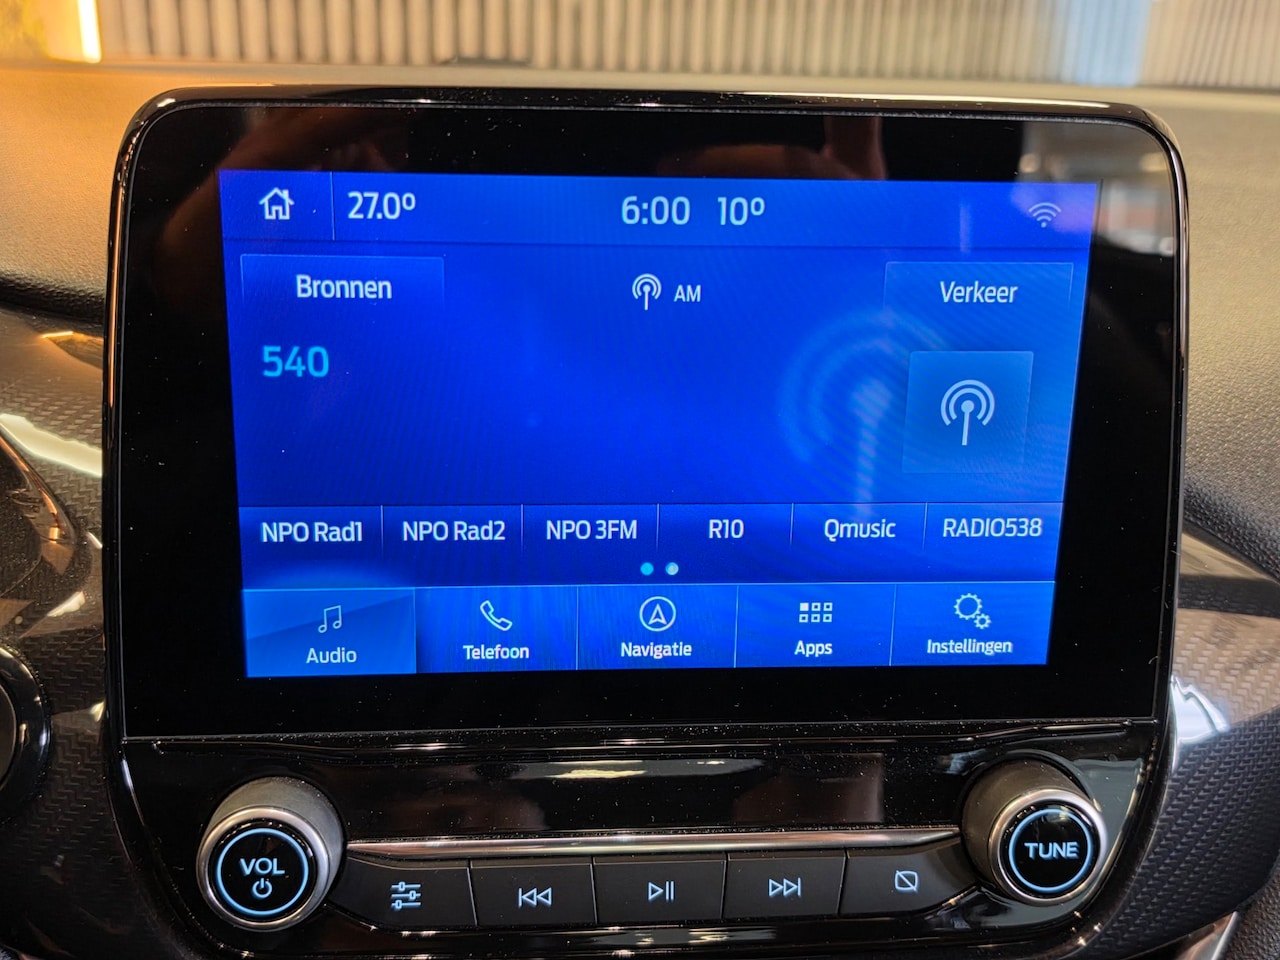 27.0° 6:00 10°
Bronnen AM Verkeer
540
NPO Rad1 NPO Rad2 NPO 3FM R10 Qmusic RADIO538
Audio Telefoon Navigatie Apps Instellingen
VOL TUNE